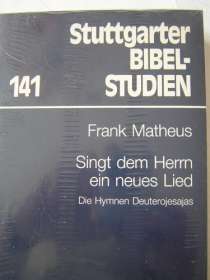 Stuttgarter
BIBEL-
141 STUDIEN
Frank Matheus
Singt dem Herrn
ein neues Lied
Die Hymnen Deuterojesajas